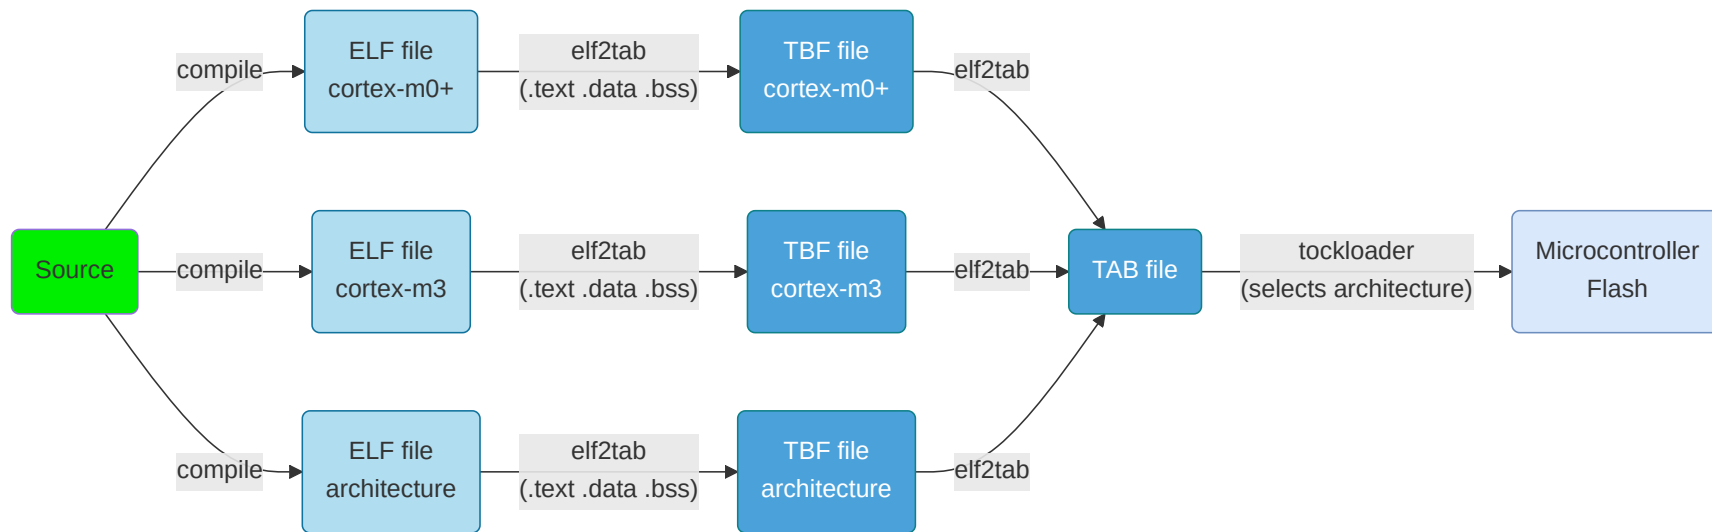 compile
ELF file
cortex-m0+
elf2tab
(.text .data .bss)
TBF file
cortex-m0+
elf2tab
Source
compile
ELF file
cortex-m3
elf2tab
(.text .data .bss)
TBF file
cortex-m3
elf2tab
TAB file
tockloader
(selects architecture)
Microcontroller
Flash
compile
ELF file
architecture
elf2tab
(.text .data .bss)
TBF file
architecture
elf2tab